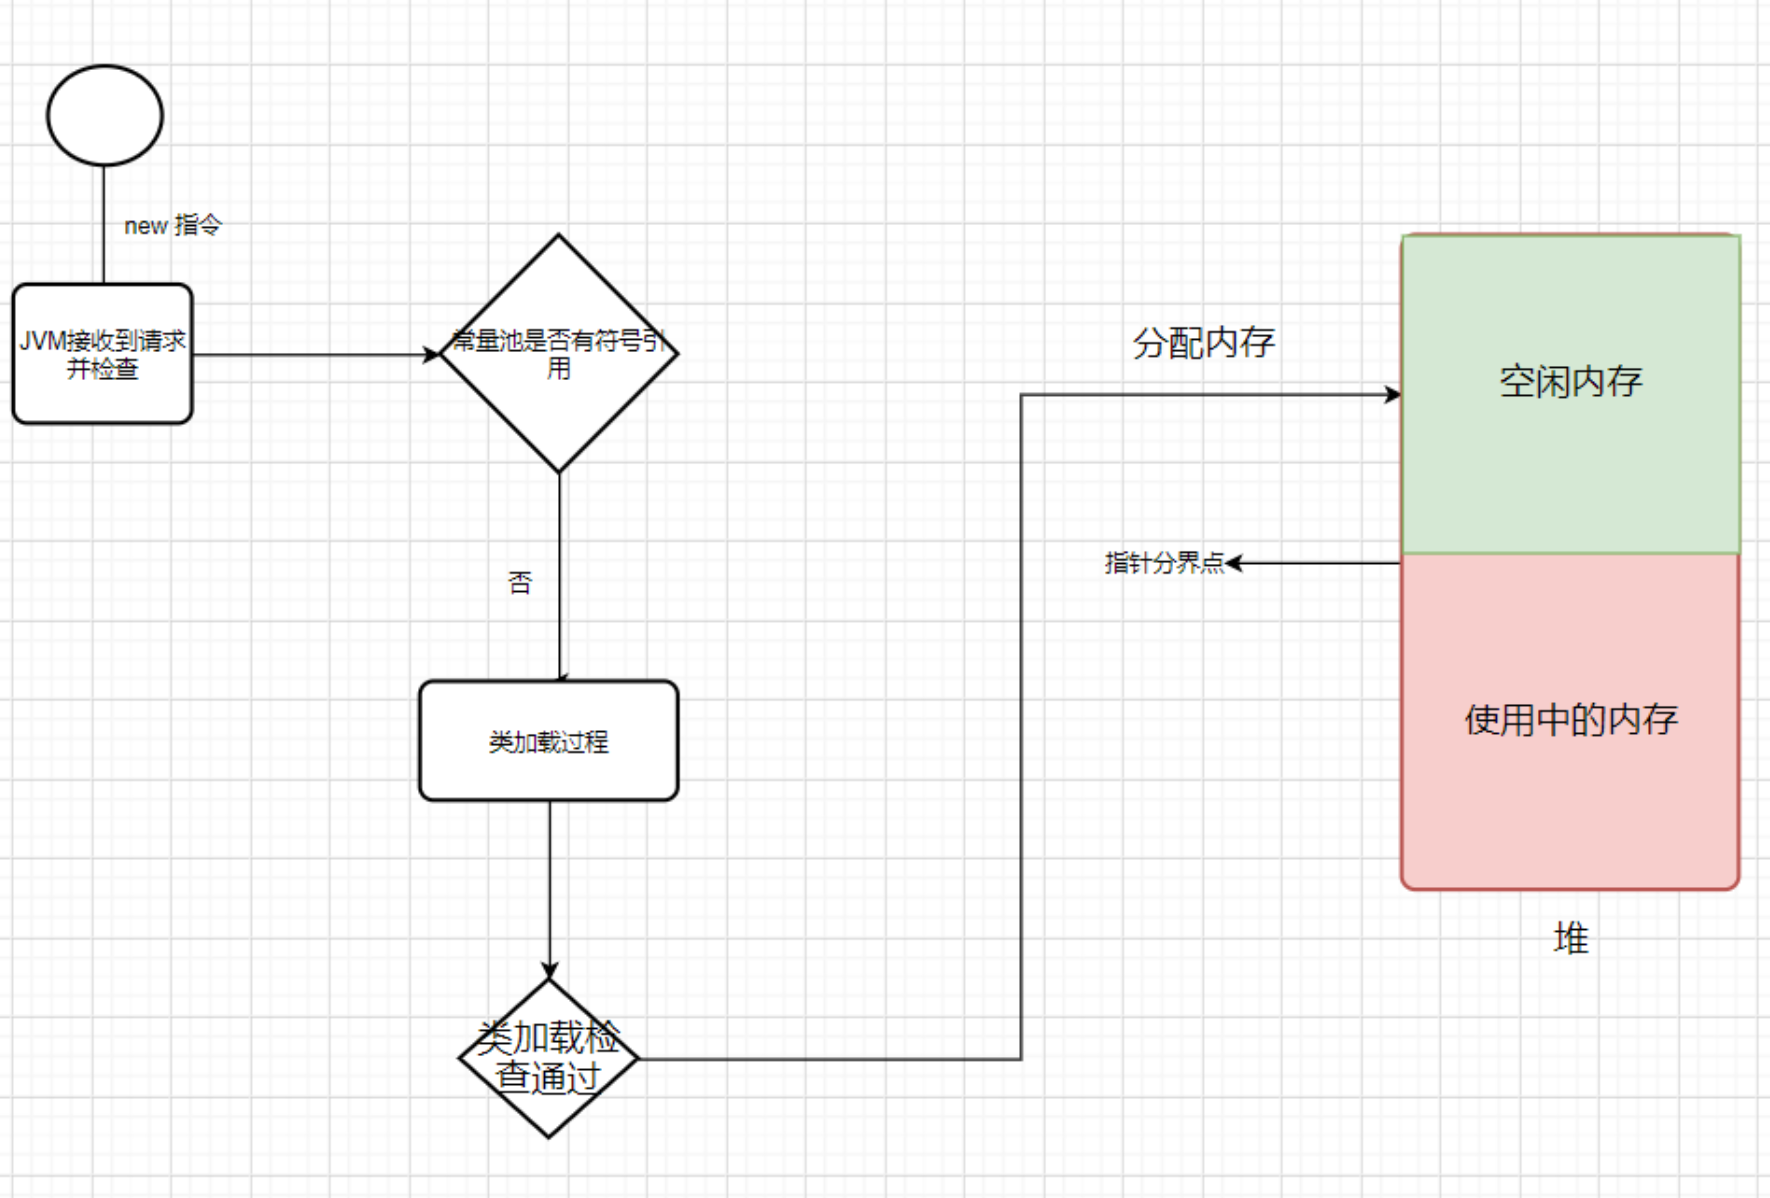 new 指令
JVM接收到请求
并检查
常量池是否有符号引
用
否
类加载过程
类加载检
查通过
分配内存
指针分界点
空闲内存
使用中的内存
堆